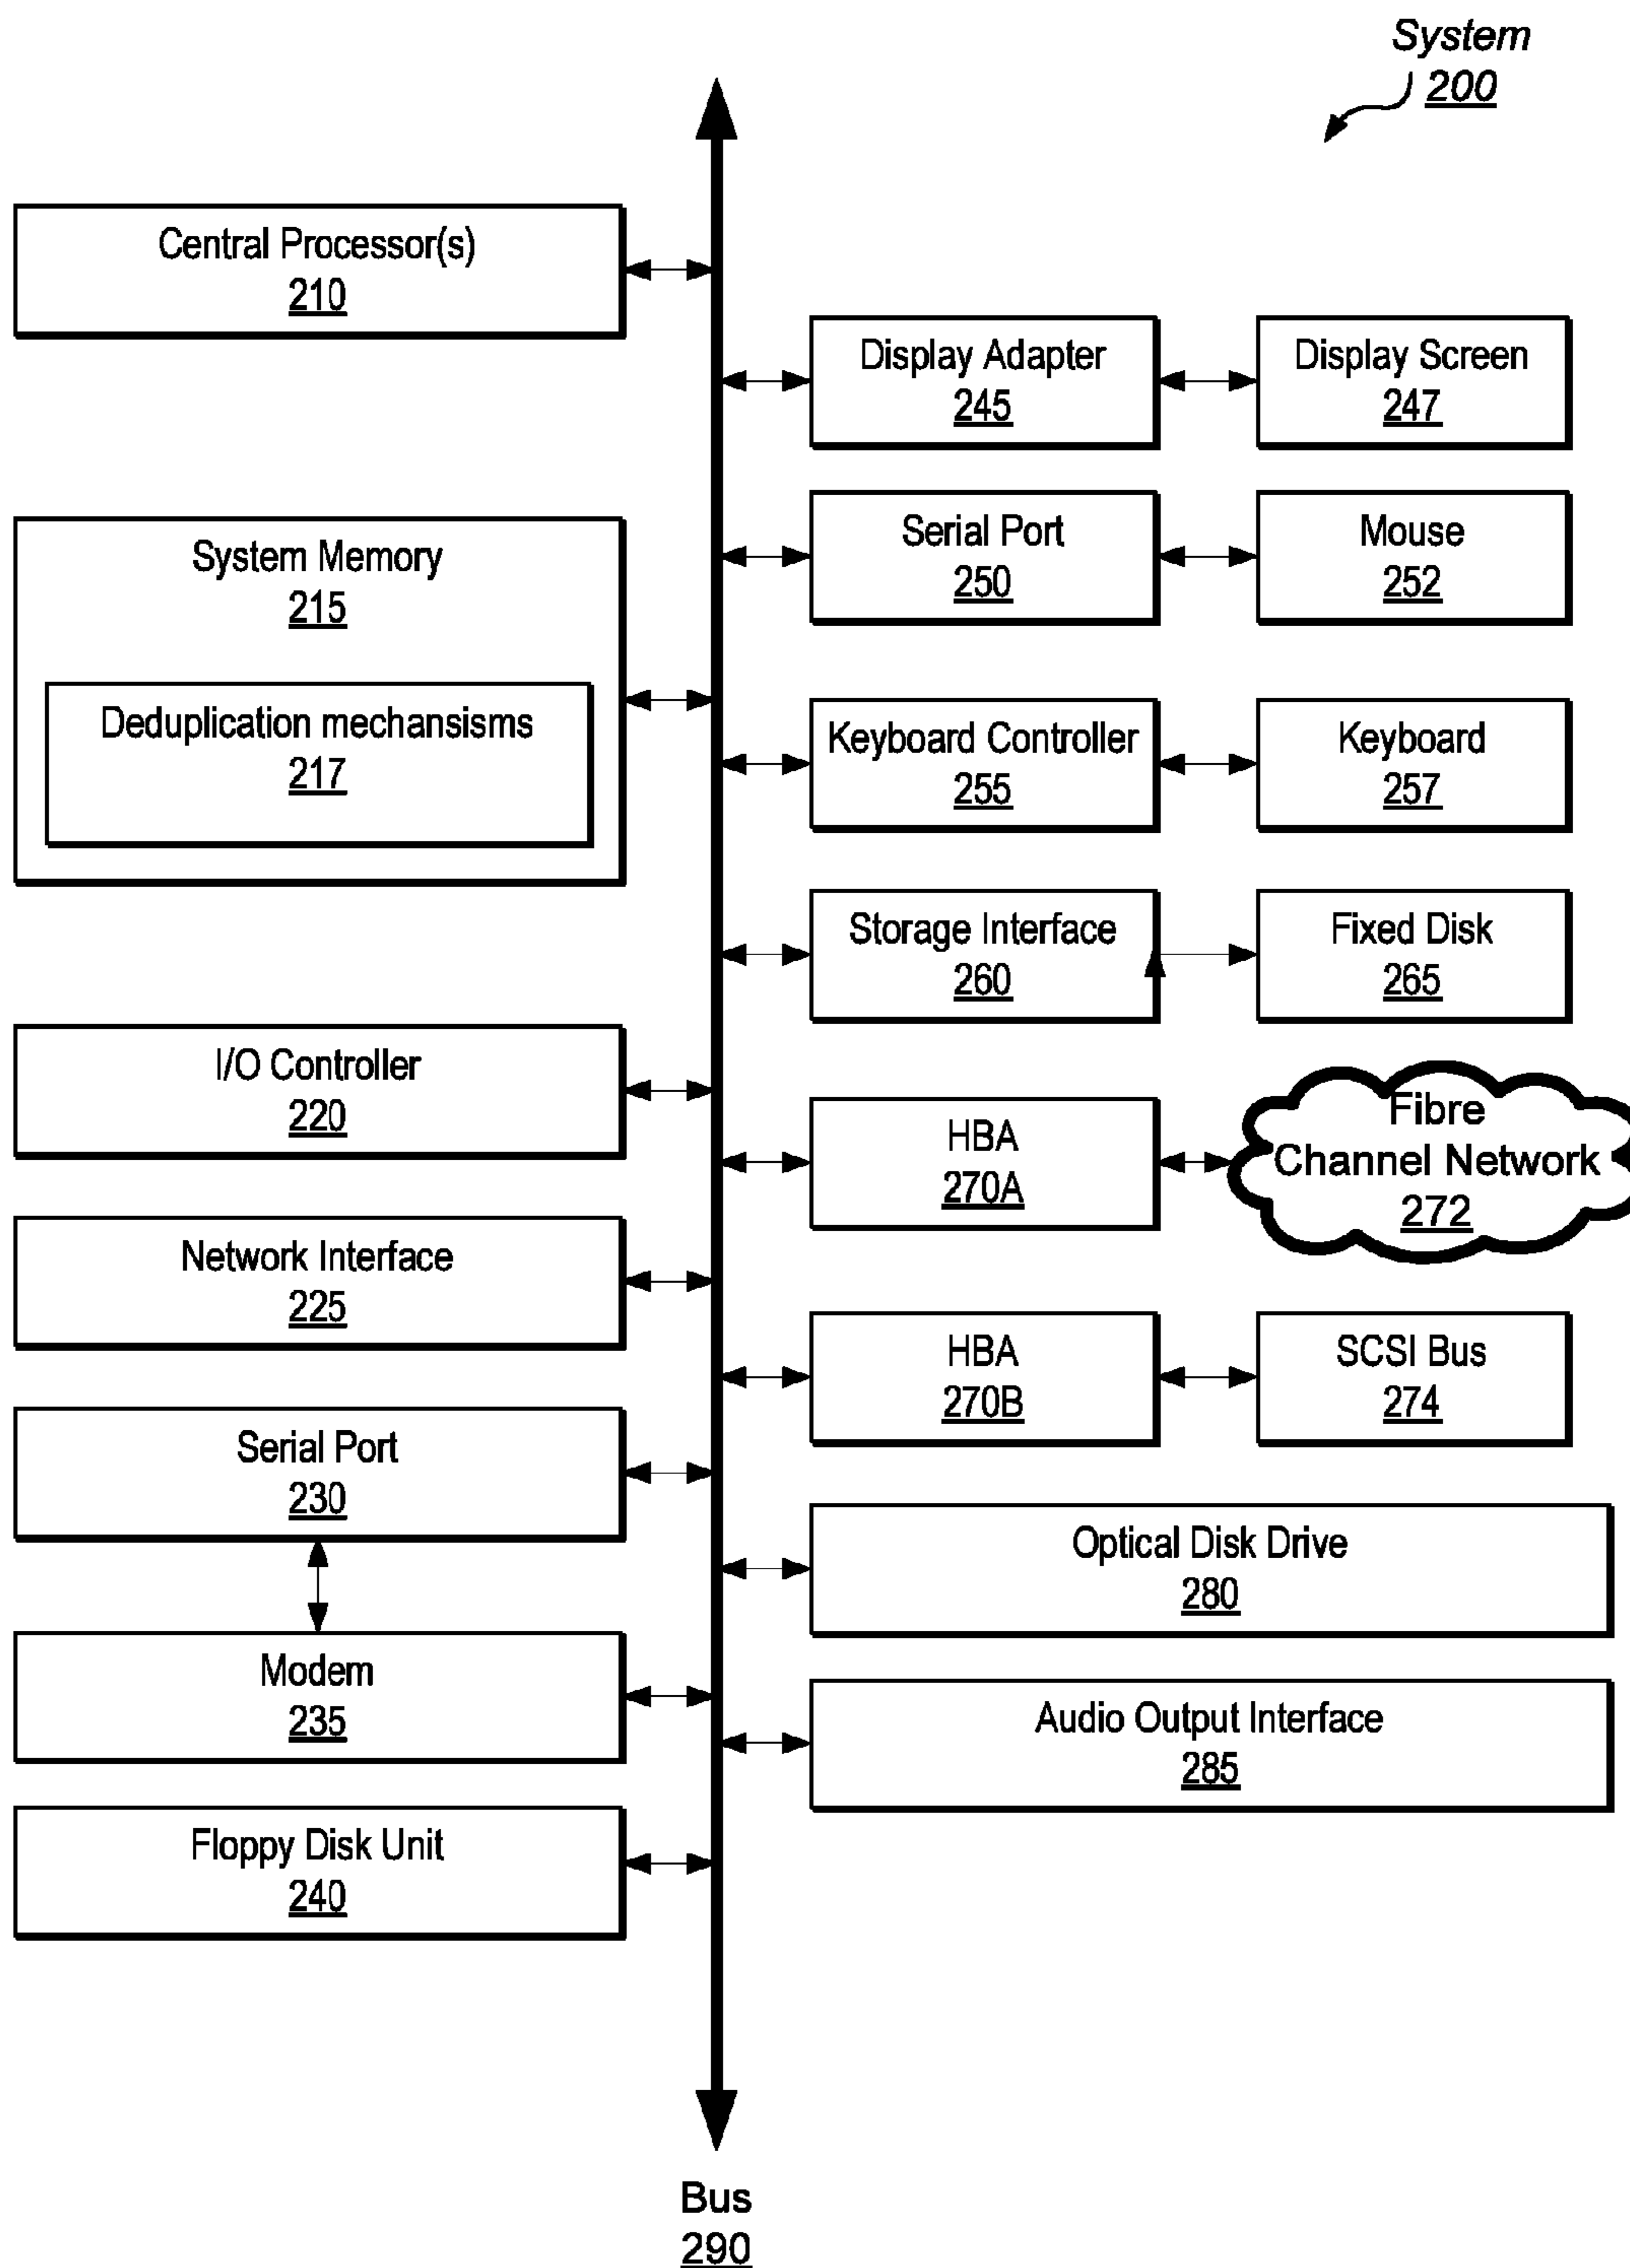 System
200
Central Processor(s)
210
System Memory
215
Deduplication mechansisms
217
I/O Controller
220
Network Interface
225
Serial Port
230
Modem
235
Floppy Disk Unit
240
Display Adapter
245
Display Screen
247
Serial Port
250
Mouse
252
Keyboard Controller
255
Keyboard
257
Storage Interface
260
Fixed Disk
265
HBA
270A
Fibre
Channel Network
272
HBA
270B
SCSI Bus
274
Optical Disk Drive
280
Audio Output Interface
285
Bus
290